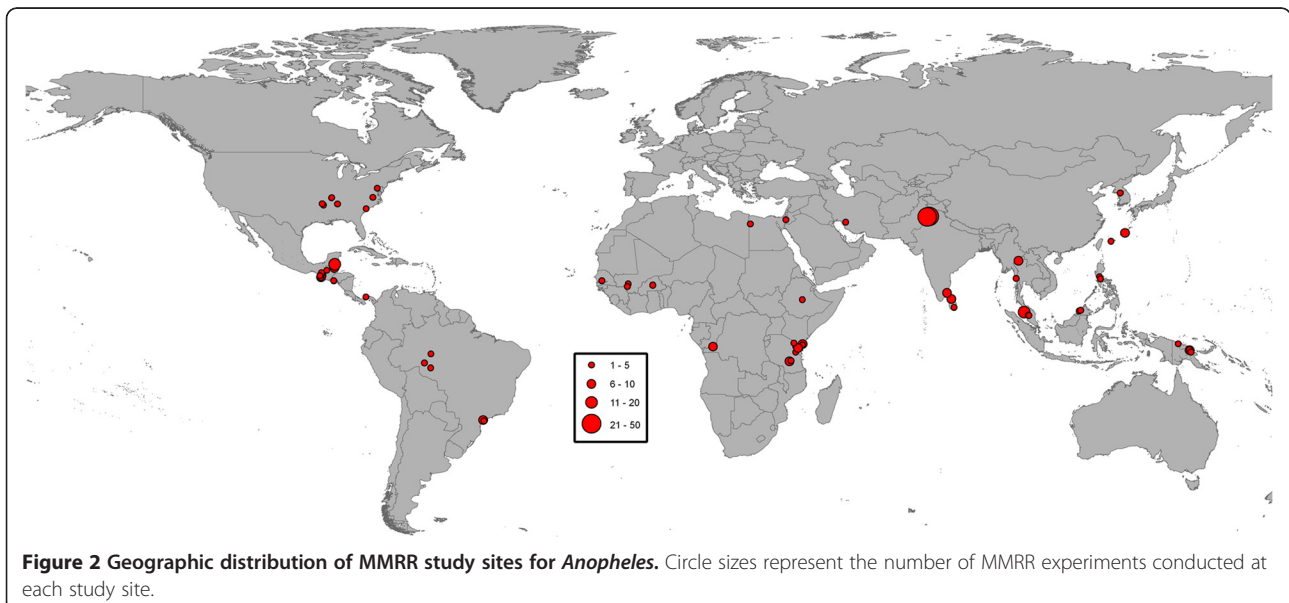 1 - 5
6 - 10
11 - 20
21 - 50
Figure 2 Geographic distribution of MMRR study sites for Anopheles. Circle sizes represent the number of MMRR experiments conducted at
each study site.